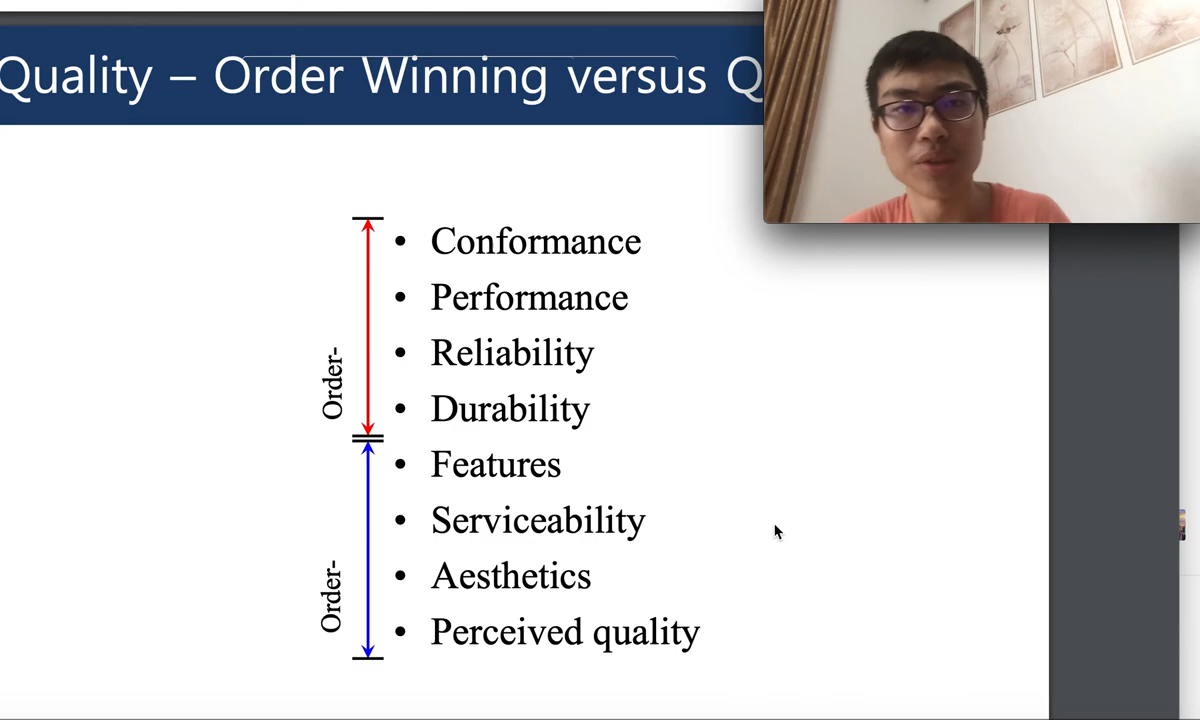 Quality – Order Winning versus Q
• Conformance
• Performance
• Reliability
• Durability
• Features
• Serviceability
• Aesthetics
• Perceived quality
Order-
Order-